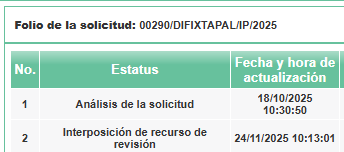 Folio de la solicitud: 00290/DIFIXTAPAL/IP/2025
No. Estatus Fecha y hora de
actualización
1 Análisis de la solicitud 18/10/2025
10:30:50
2 Interposición de recurso de
revisión 24/11/2025 10:13:01